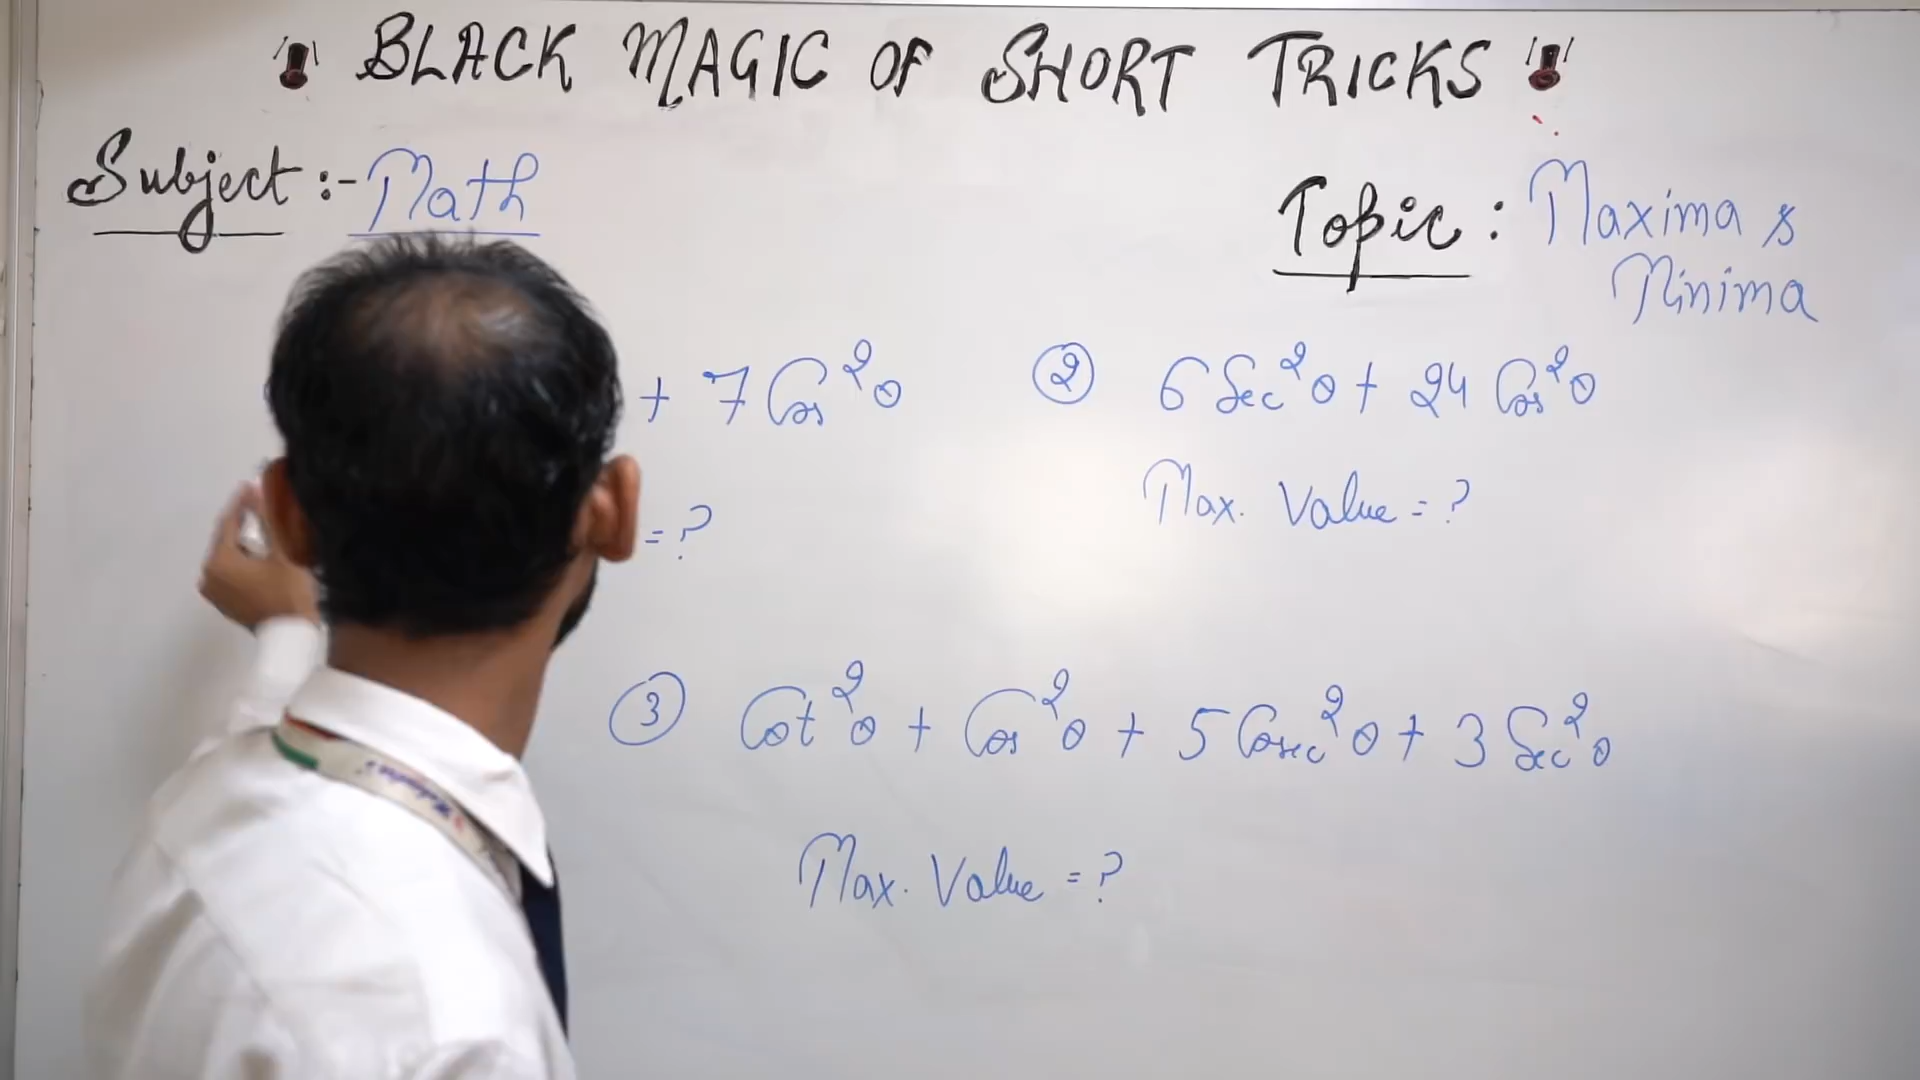 BLACK MAGIC OF SHORT TRICKS
Subject :- Math
Topic : Maxima &
Minima
+ 7 Cos²θ
= ?
② 6 Sec²θ + 24 Cos²θ
Max. Value = ?
③ Cot²θ + Cos²θ + 5 Cosec²θ + 3 Sec²θ
Max. Value = ?